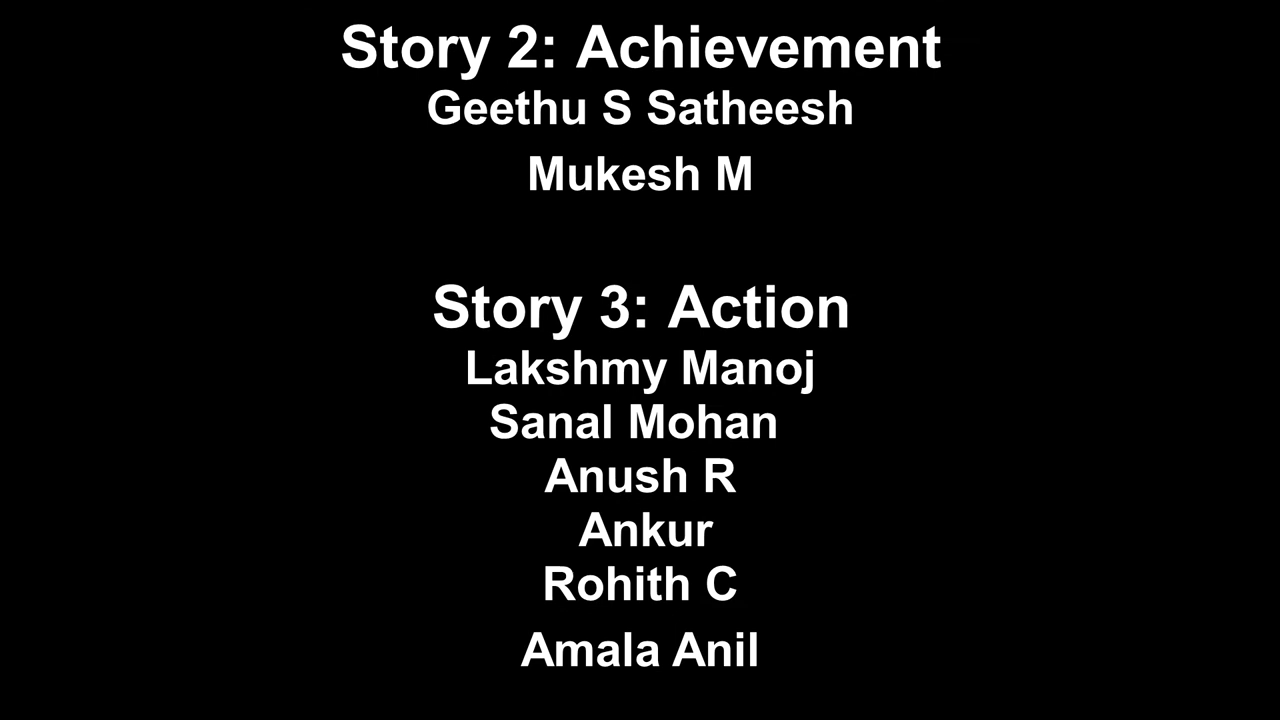 Story 2: Achievement
Geethu S Satheesh
Mukesh M
Story 3: Action
Lakshmy Manoj
Sanal Mohan
Anush R
Ankur
Rohith C
Amala Anil